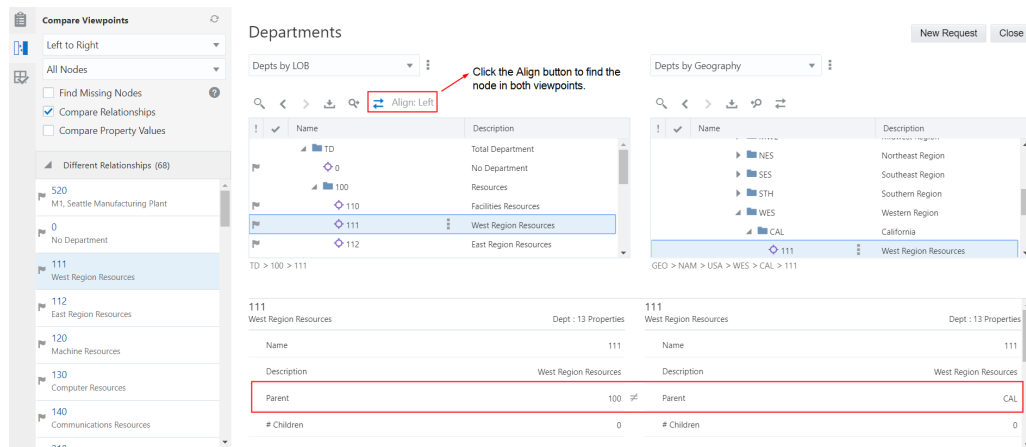 Compare Viewpoints
Left to Right
All Nodes
Find Missing Nodes
Compare Relationships
Compare Property Values
Different Relationships (68)
520
M1, Seattle Manufacturing Plant
0
No Department
111
West Region Resources
112
East Region Resources
120
Machine Resources
130
Computer Resources
140
Communications Resources
Departments
New Request
Close
Depts by LOB
Click the Align button to find the
node in both viewpoints.
Align: Left
! Name Description
TD Total Department
0 No Department
100 Resources
110 Facilities Resources
111 West Region Resources
112 East Region Resources
TD > 100 > 111
Depts by Geography
! Name Description
NES Northeast Region
SES Southeast Region
STH Southern Region
WES Western Region
CAL California
111 West Region Resources
GEO > NAM > USA > WES > CAL > 111
111
West Region Resources Dept : 13 Properties
Name 111
Description West Region Resources
Parent 100 ≠
# Children 0
111
West Region Resources Dept : 13 Properties
Name 111
Description West Region Resources
Parent CAL
# Children 0